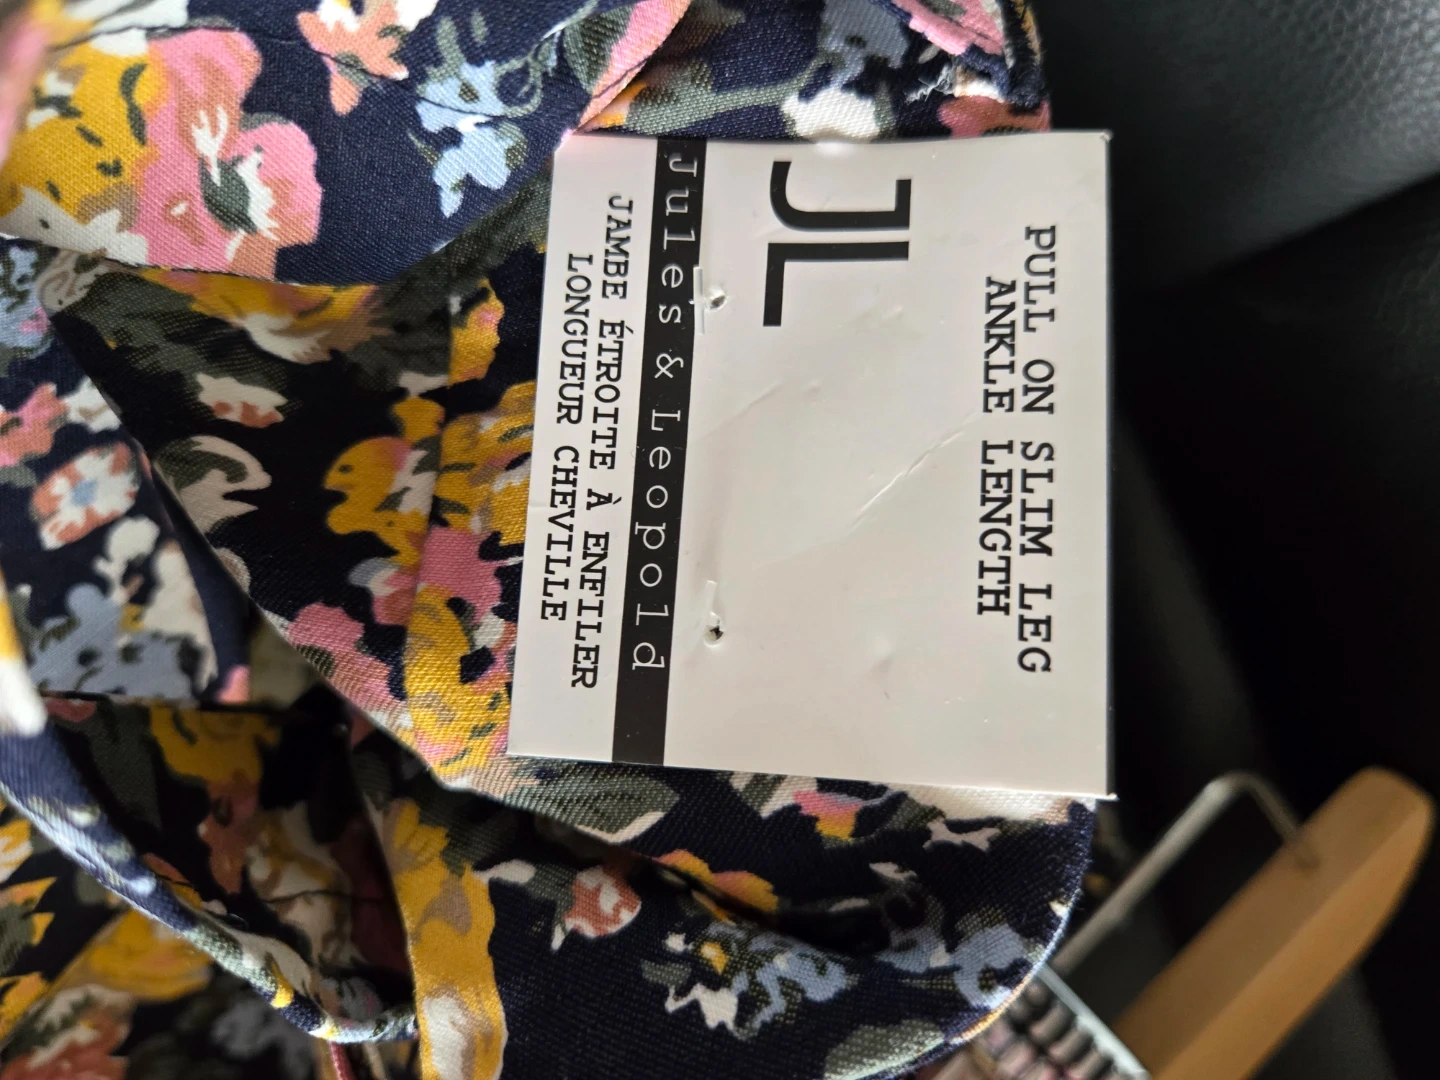 PULL ON SLIM LEG
ANKLE LENGTH
JL
Jules & Leopold
JAMBE ÉTROITE À ENFILER
LONGUEUR CHEVILLE